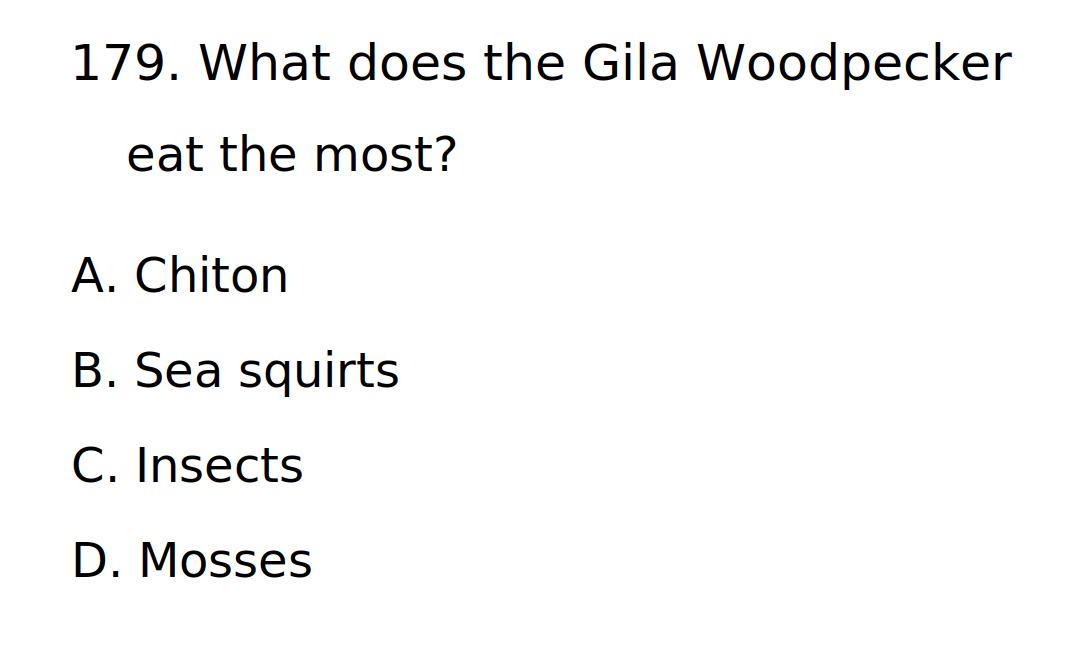 179. What does the Gila Woodpecker
eat the most?
A. Chiton
B. Sea squirts
C. Insects
D. Mosses